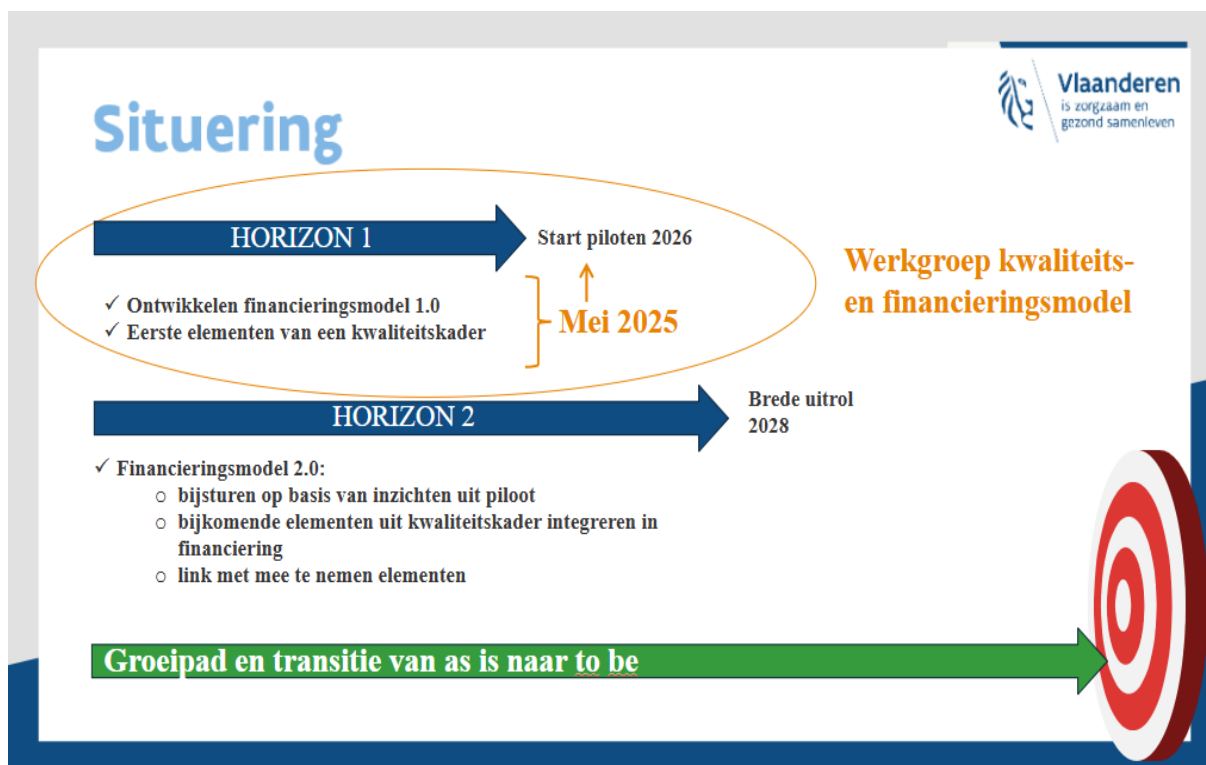 Vlaanderen
is zorgzaam en
gezond samenleven
Situering
HORIZON 1
Start piloten 2026
Werkgroep kwaliteits-
en financieringsmodel
✓ Ontwikkelen financieringsmodel 1.0
✓ Eerste elementen van een kwaliteitskader
Mei 2025
HORIZON 2
Brede uitrol
2028
✓ Financieringsmodel 2.0:
o bijsturen op basis van inzichten uit piloot
o bijkomende elementen uit kwaliteitskader integreren in
financiering
o link met mee te nemen elementen
Groeipad en transitie van as is naar to be